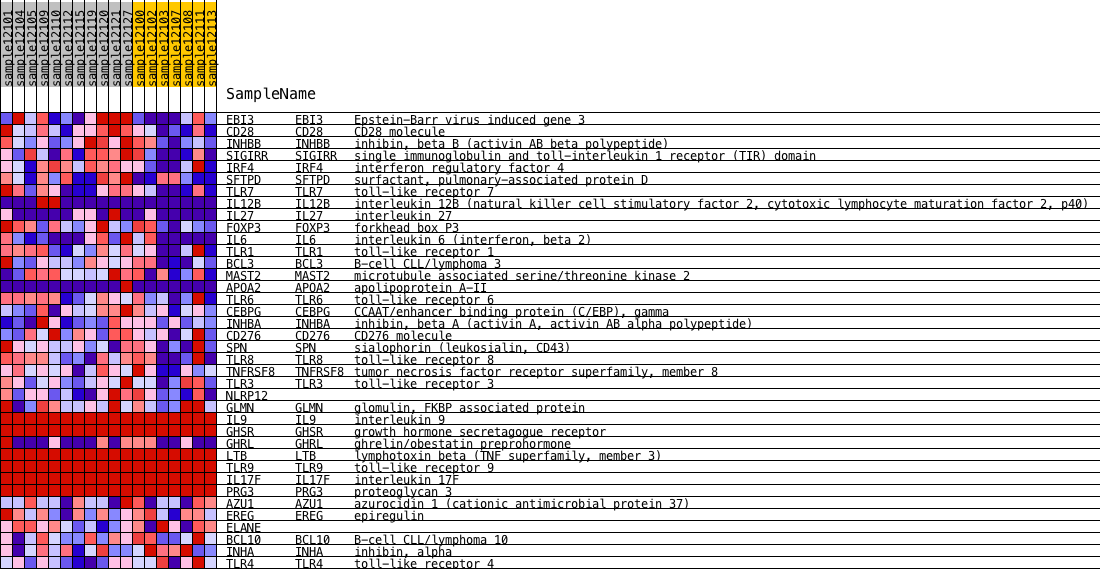 sample12101
sample12104
sample12105
sample12109
sample12110
sample12112
sample12115
sample12119
sample12120
sample12121
sample12127
sample12100
sample12102
sample12103
sample12107
sample12108
sample12111
sample12113
SampleName
EBI3 EBI3 Epstein-Barr virus induced gene 3
CD28 CD28 CD28 molecule
INHBB INHBB inhibin, beta B (activin AB beta polypeptide)
SIGIRR SIGIRR single immunoglobulin and toll-interleukin 1 receptor (TIR) domain
IRF4 IRF4 interferon regulatory factor 4
SFTPD SFTPD surfactant, pulmonary-associated protein D
TLR7 TLR7 toll-like receptor 7
IL12B IL12B interleukin 12B (natural killer cell stimulatory factor 2, cytotoxic lymphocyte maturation factor 2, p40)
IL27 IL27 interleukin 27
FOXP3 FOXP3 forkhead box P3
IL6 IL6 interleukin 6 (interferon, beta 2)
TLR1 TLR1 toll-like receptor 1
BCL3 BCL3 B-cell CLL/lymphoma 3
MAST2 MAST2 microtubule associated serine/threonine kinase 2
APOA2 APOA2 apolipoprotein A-II
TLR6 TLR6 toll-like receptor 6
CEBPG CEBPG CCAAT/enhancer binding protein (C/EBP), gamma
INHBA INHBA inhibin, beta A (activin A, activin AB alpha polypeptide)
CD276 CD276 CD276 molecule
SPN SPN sialophorin (leukosialin, CD43)
TLR8 TLR8 toll-like receptor 8
TNFRSF8 TNFRSF8 tumor necrosis factor receptor superfamily, member 8
TLR3 TLR3 toll-like receptor 3
NLRP12
GLMN GLMN glomulin, FKBP associated protein
IL9 IL9 interleukin 9
GHSR GHSR growth hormone secretagogue receptor
GHRL GHRL ghrelin/obestatin preprohormone
LTB LTB lymphotoxin beta (TNF superfamily, member 3)
TLR9 TLR9 toll-like receptor 9
IL17F IL17F interleukin 17F
PRG3 PRG3 proteoglycan 3
AZU1 AZU1 azurocidin 1 (cationic antimicrobial protein 37)
EREG EREG epiregulin
ELANE
BCL10 BCL10 B-cell CLL/lymphoma 10
INHA INHA inhibin, alpha
TLR4 TLR4 toll-like receptor 4